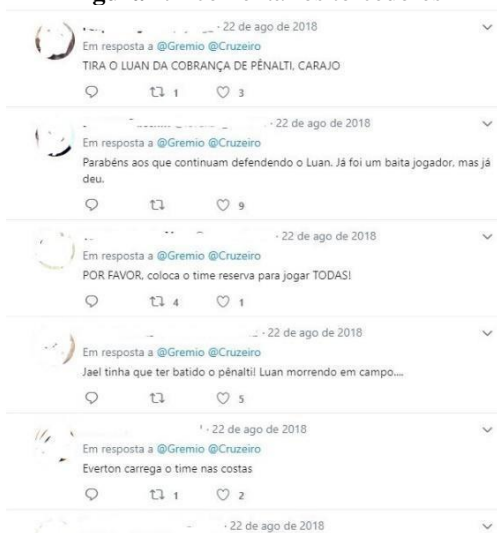 · 22 de ago de 2018
Em resposta a @Gremio @Cruzeiro
TIRA O LUAN DA COBRANÇA DE PÊNALTI, CARAJO
1 3
· 22 de ago de 2018
Em resposta a @Gremio @Cruzeiro
Parabéns aos que continuam defendendo o Luan. Já foi um baita jogador, mas já
deu.
9
· 22 de ago de 2018
Em resposta a @Gremio @Cruzeiro
POR FAVOR, coloca o time reserva para jogar TODAS!
4 1
· 22 de ago de 2018
Em resposta a @Gremio @Cruzeiro
Jael tinha que ter batido o pênalti! Luan morrendo em campo....
5
· 22 de ago de 2018
Em resposta a @Gremio @Cruzeiro
Everton carrega o time nas costas
1 2
· 22 de ago de 2018